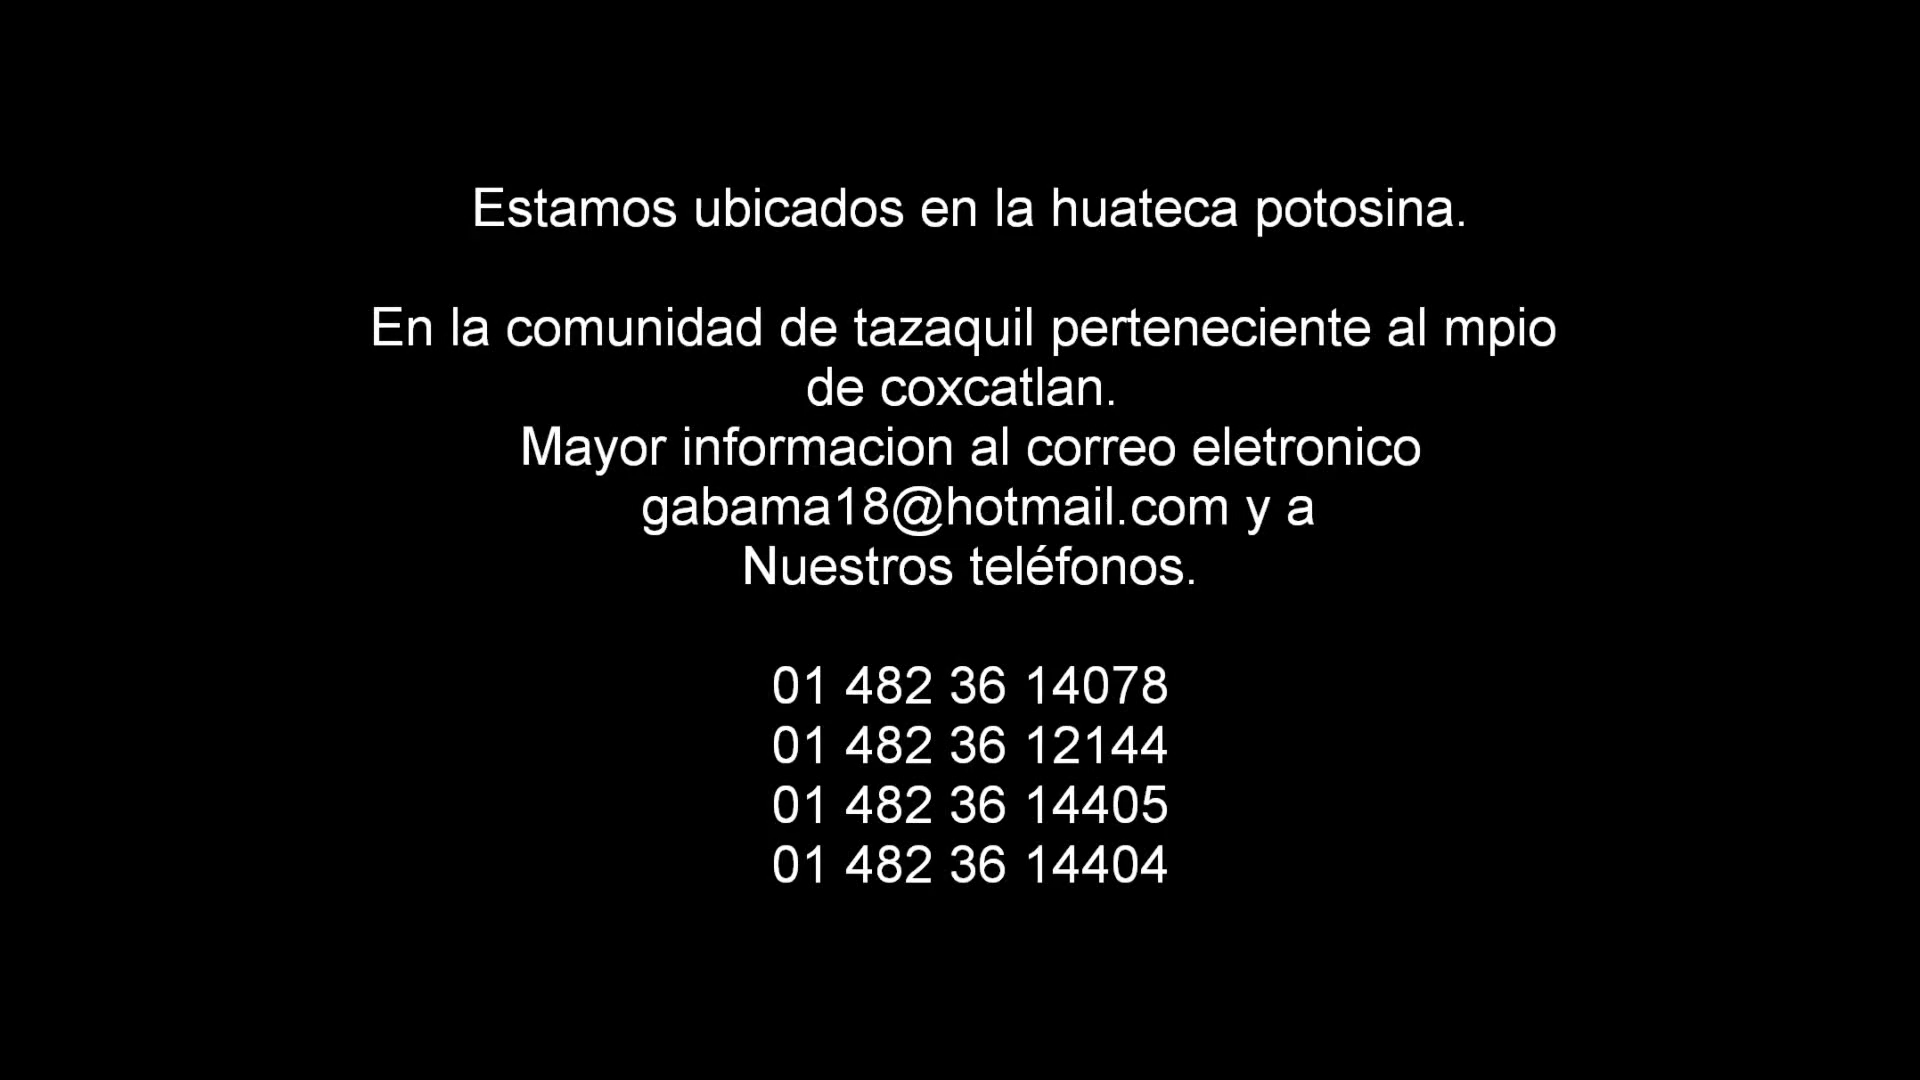 Estamos ubicados en la huateca potosina.
En la comunidad de tazaquil perteneciente al mpio
de coxcatlan.
Mayor informacion al correo eletronico
gabama18@hotmail.com y a
Nuestros teléfonos.
01 482 36 14078
01 482 36 12144
01 482 36 14405
01 482 36 14404